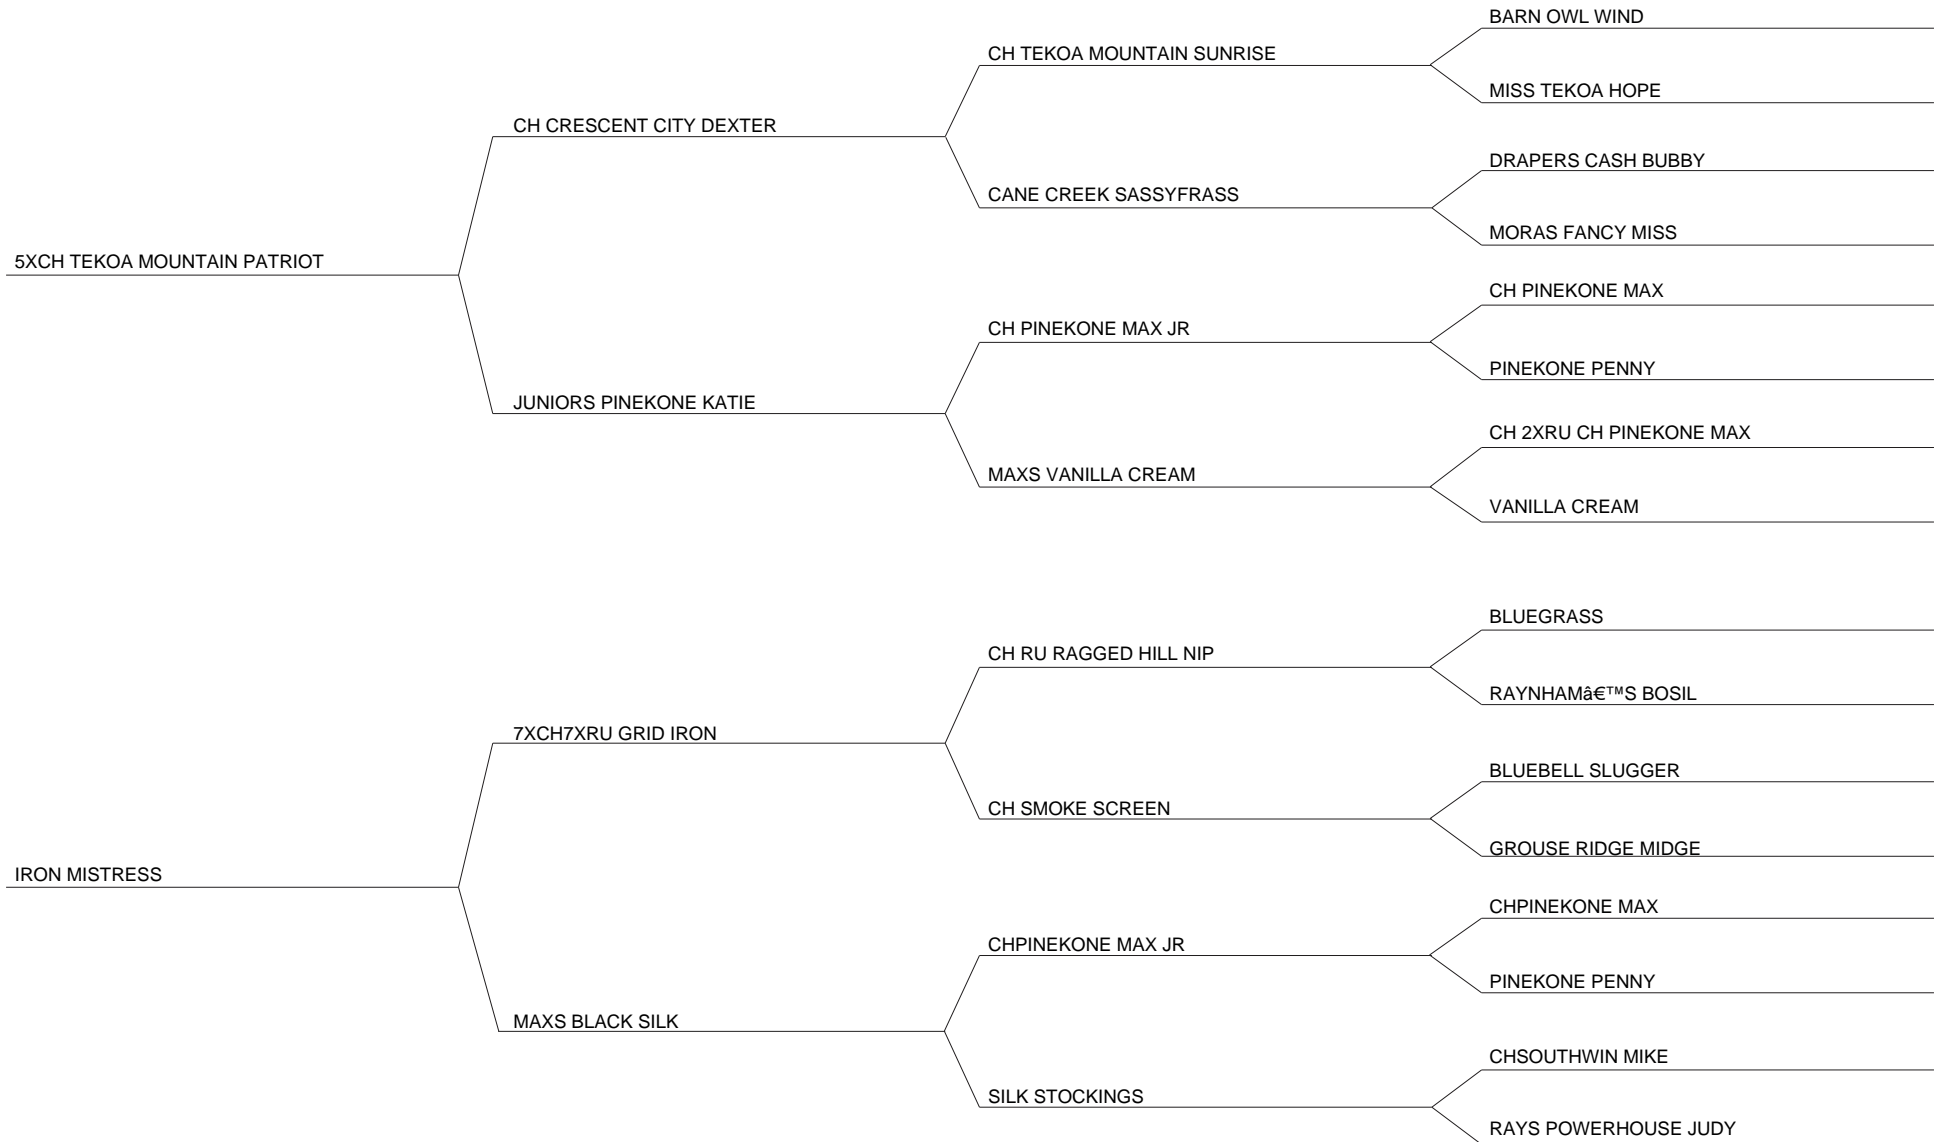 BARN OWL WIND
CH TEKOA MOUNTAIN SUNRISE
MISS TEKOA HOPE
CH CRESCENT CITY DEXTER
DRAPERS CASH BUBBY
CANE CREEK SASSYFRASS
MORAS FANCY MISS
5XCH TEKOA MOUNTAIN PATRIOT
CH PINEKONE MAX
CH PINEKONE MAX JR
PINEKONE PENNY
JUNIORS PINEKONE KATIE
CH 2XRU CH PINEKONE MAX
MAXS VANILLA CREAM
VANILLA CREAM
BLUEGRASS
CH RU RAGGED HILL NIP
RAYNHAMâ€™S BOSIL
7XCH7XRU GRID IRON
BLUEBELL SLUGGER
CH SMOKE SCREEN
GROUSE RIDGE MIDGE
IRON MISTRESS
CHPINEKONE MAX
CHPINEKONE MAX JR
PINEKONE PENNY
MAXS BLACK SILK
CHSOUTHWIN MIKE
SILK STOCKINGS
RAYS POWERHOUSE JUDY